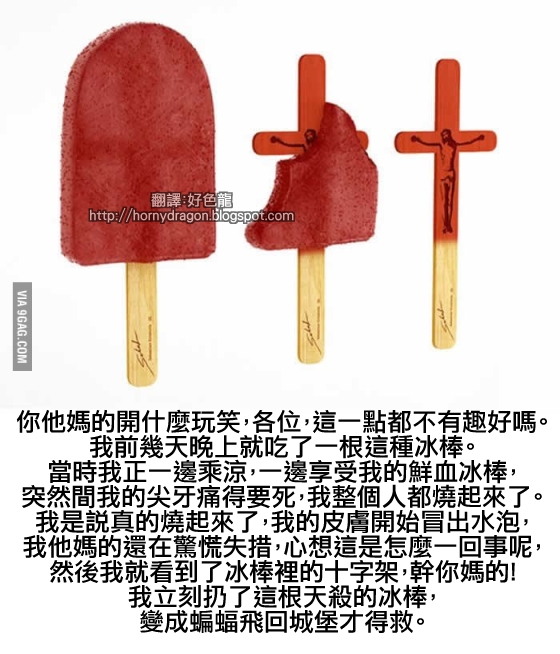 翻譯:好色龍
http://hornydragon.blogspot.com
VIA 9GAG.COM
你他媽的開什麼玩笑,各位,這一點都不有趣好嗎。
我前幾天晚上就吃了一根這種冰棒。
當時我正一邊乘涼,一邊享受我的鮮血冰棒,
突然間我的尖牙痛得要死,我整個人都燒起來了。
我是說真的燒起來了,我的皮膚開始冒出水泡,
我他媽的還在驚慌失措,心想這是怎麼一回事呢,
然後我就看到了冰棒裡的十字架,幹你媽的!
我立刻扔了這根天殺的冰棒,
變成蝙蝠飛回城堡才得救。